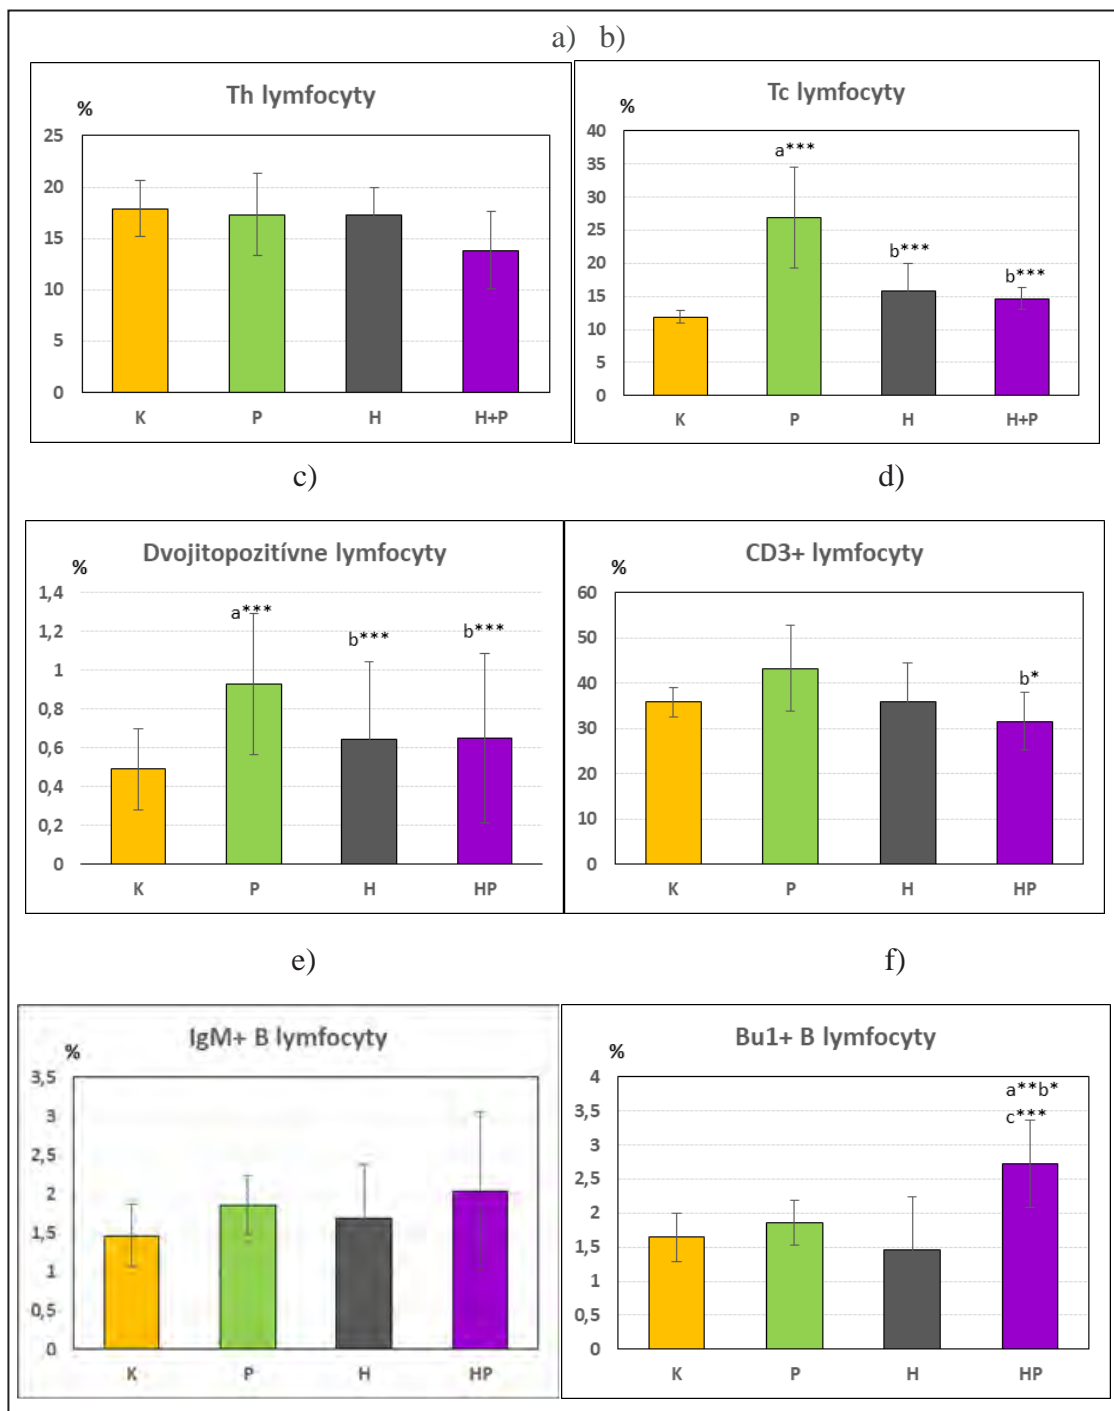 a) b)
Th lymfocyty
%
25
20
15
10
5
0
K P H H+P
Tc lymfocyty
%
40
35
30
25
20
15
10
5
0
a***
b***
b***
K P H H+P
c) d)
Dvojitopozitívne lymfocyty
%
1,4
1,2
1
0,8
0,6
0,4
0,2
0
a***
b***
b***
K P H HP
CD3+ lymfocyty
%
60
50
40
30
20
10
0
b*
K P H HP
e) f)
IgM+ B lymfocyty
%
3,5
3
2,5
2
1,5
1
0,5
0
K P H HP
Bu1+ B lymfocyty
%
4
3,5
3
2,5
2
1,5
1
0,5
0
a**b*
c***
K P H HP